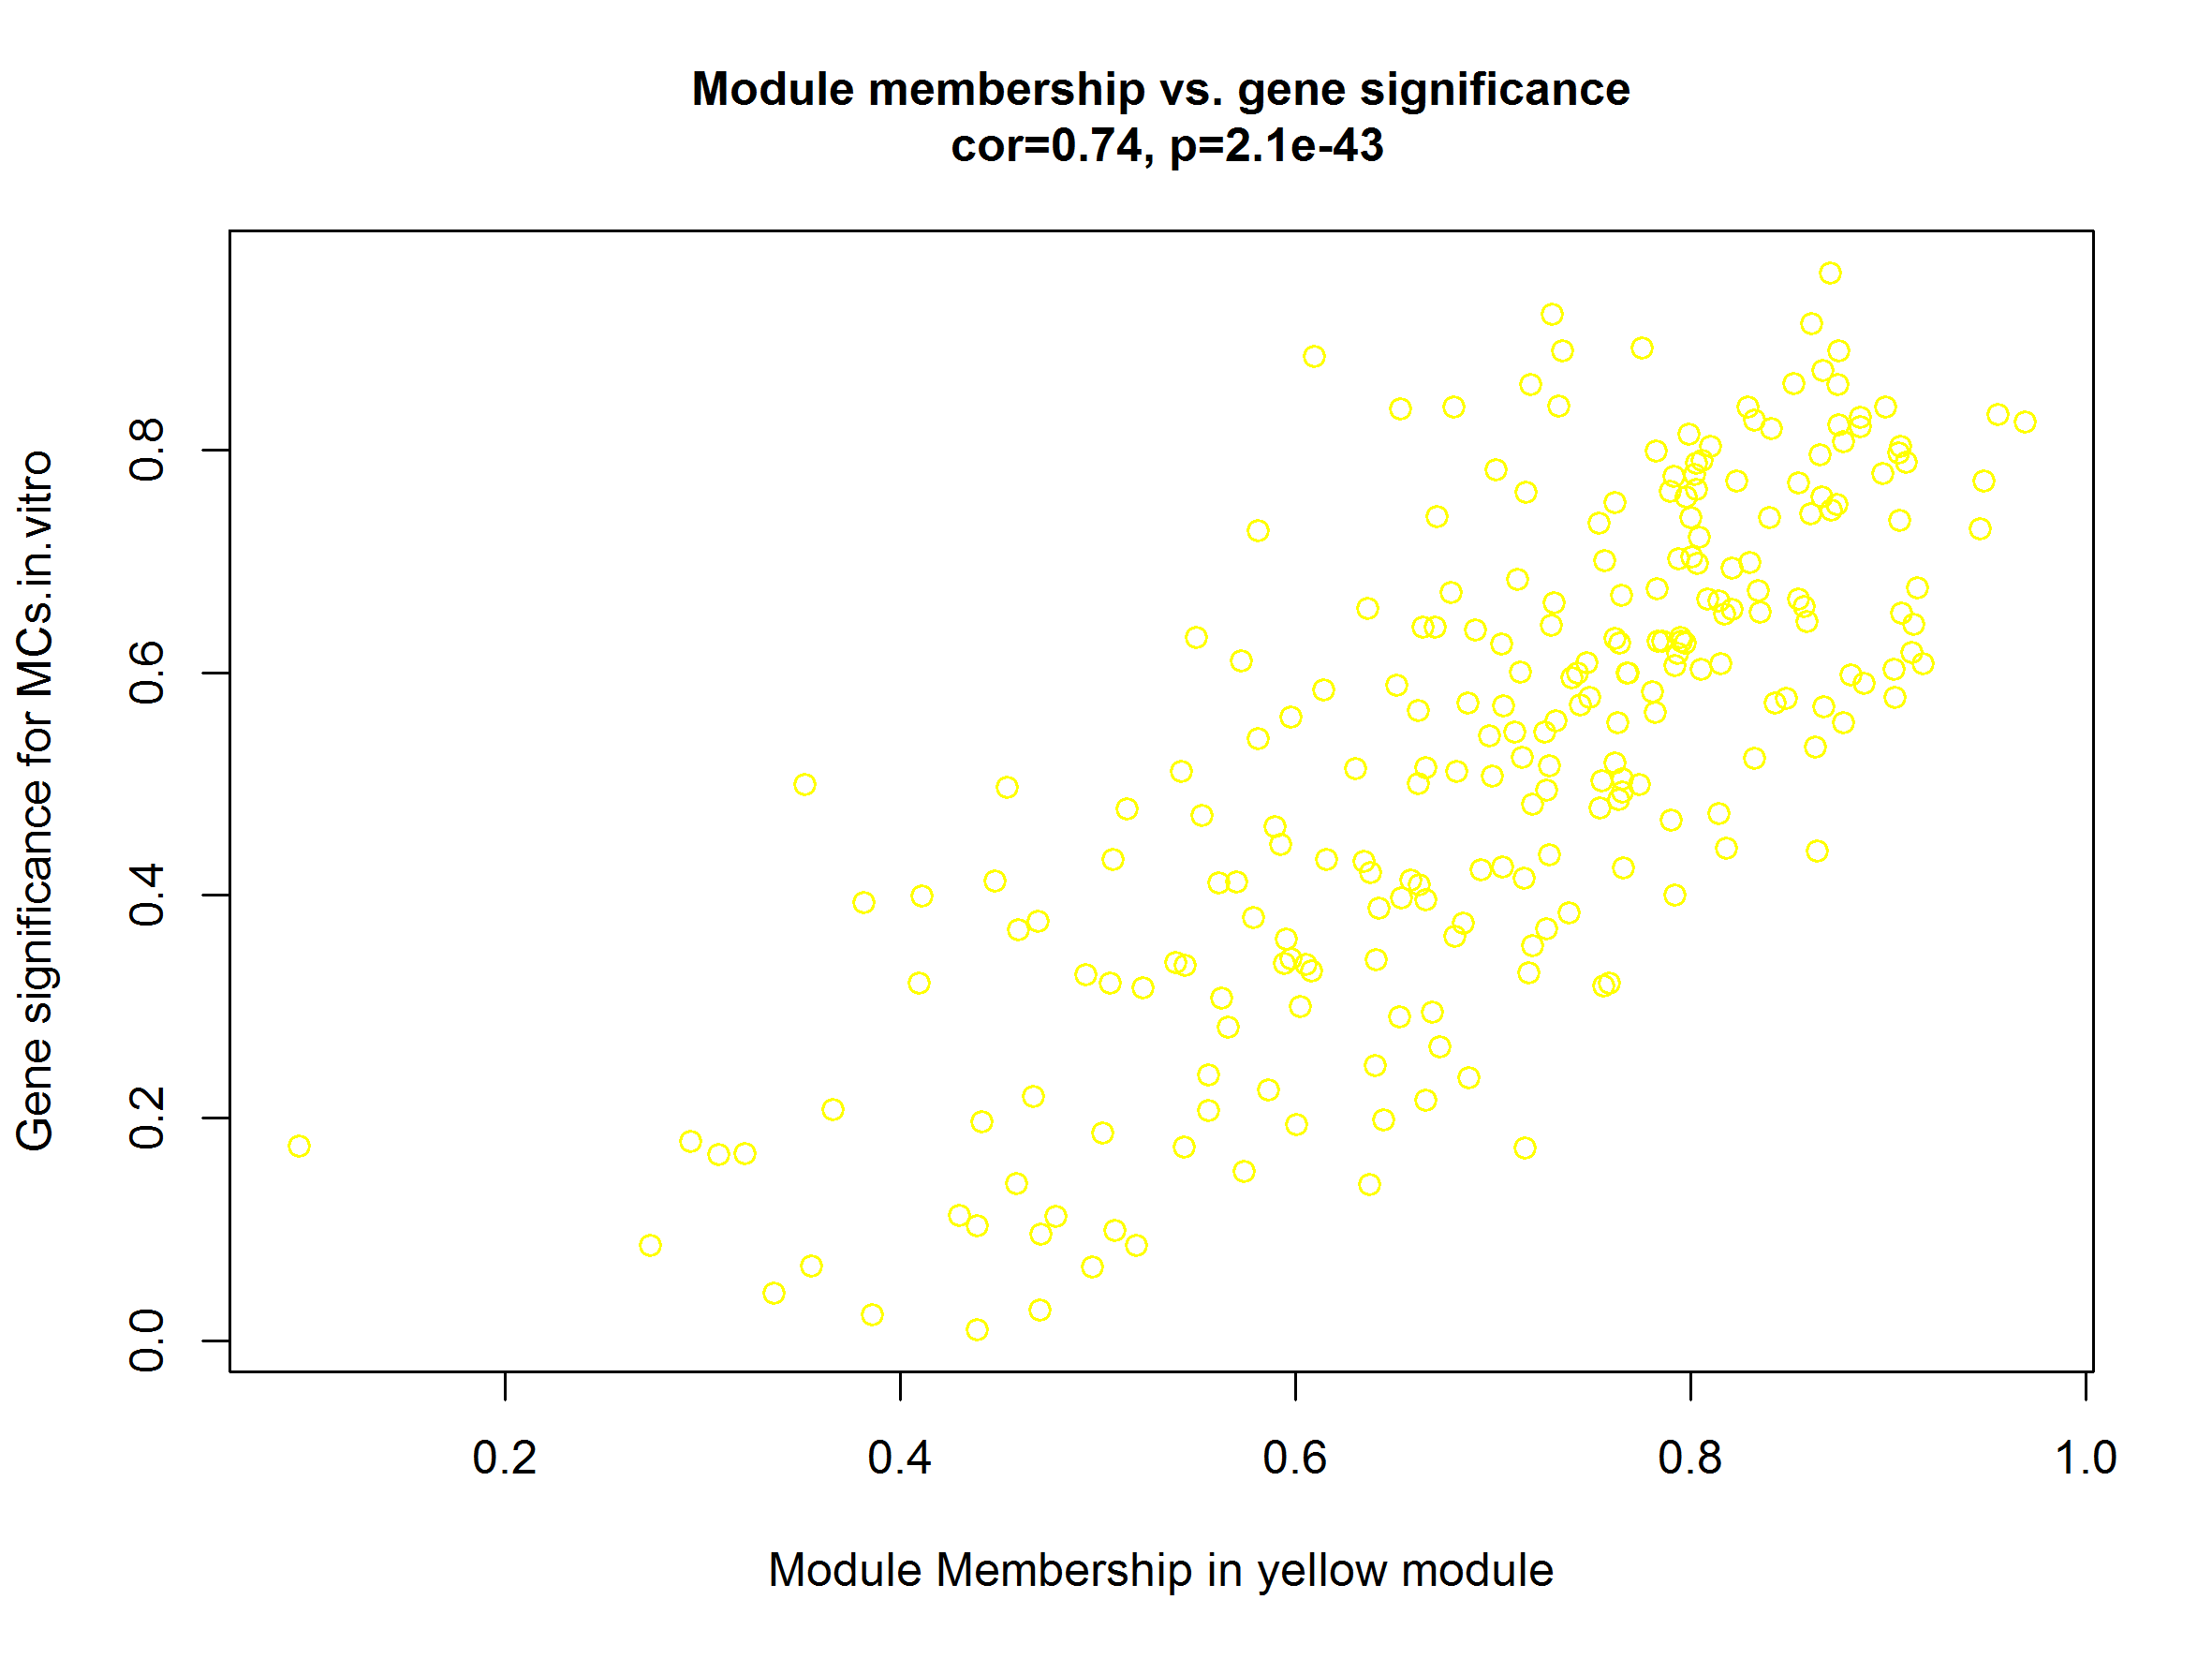 Module membership vs. gene significance
cor=0.74, p=2.1e-43
Gene significance for MCs.in.vitro
0.8
0.6
0.4
0.2
0.0
0.2
0.4
0.6
0.8
1.0
Module Membership in yellow module